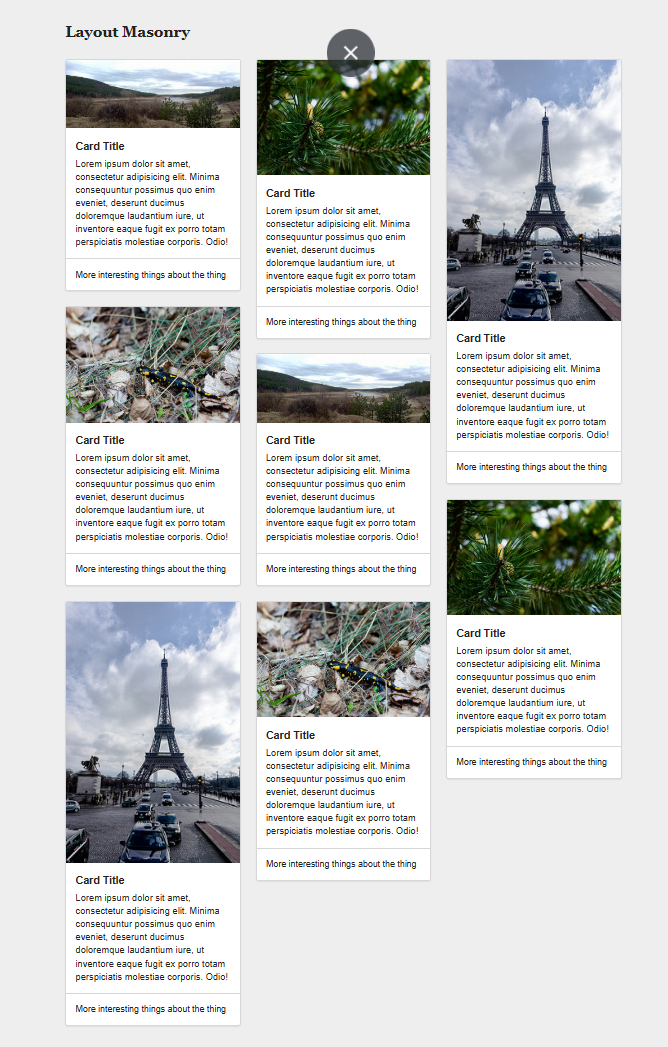 Layout Masonry
Card Title
Lorem ipsum dolor sit amet,
consectetur adipisicing elit. Minima
consequuntur possimus quo enim
eveniet, deserunt ducimus
doloremque laudantium iure, ut
inventore eaque fugit ex porro totam
perspiciatis molestiae corporis. Odio!
More interesting things about the thing
Card Title
Lorem ipsum dolor sit amet,
consectetur adipisicing elit. Minima
consequuntur possimus quo enim
eveniet, deserunt ducimus
doloremque laudantium iure, ut
inventore eaque fugit ex porro totam
perspiciatis molestiae corporis. Odio!
More interesting things about the thing
Card Title
Lorem ipsum dolor sit amet,
consectetur adipisicing elit. Minima
consequuntur possimus quo enim
eveniet, deserunt ducimus
doloremque laudantium iure, ut
inventore eaque fugit ex porro totam
perspiciatis molestiae corporis. Odio!
More interesting things about the thing
Card Title
Lorem ipsum dolor sit amet,
consectetur adipisicing elit. Minima
consequuntur possimus quo enim
eveniet, deserunt ducimus
doloremque laudantium iure, ut
inventore eaque fugit ex porro totam
perspiciatis molestiae corporis. Odio!
More interesting things about the thing
Card Title
Lorem ipsum dolor sit amet,
consectetur adipisicing elit. Minima
consequuntur possimus quo enim
eveniet, deserunt ducimus
doloremque laudantium iure, ut
inventore eaque fugit ex porro totam
perspiciatis molestiae corporis. Odio!
More interesting things about the thing
Card Title
Lorem ipsum dolor sit amet,
consectetur adipisicing elit. Minima
consequuntur possimus quo enim
eveniet, deserunt ducimus
doloremque laudantium iure, ut
inventore eaque fugit ex porro totam
perspiciatis molestiae corporis. Odio!
More interesting things about the thing
Card Title
Lorem ipsum dolor sit amet,
consectetur adipisicing elit. Minima
consequuntur possimus quo enim
eveniet, deserunt ducimus
doloremque laudantium iure, ut
inventore eaque fugit ex porro totam
perspiciatis molestiae corporis. Odio!
More interesting things about the thing
Card Title
Lorem ipsum dolor sit amet,
consectetur adipisicing elit. Minima
consequuntur possimus quo enim
eveniet, deserunt ducimus
doloremque laudantium iure, ut
inventore eaque fugit ex porro totam
perspiciatis molestiae corporis. Odio!
More interesting things about the thing